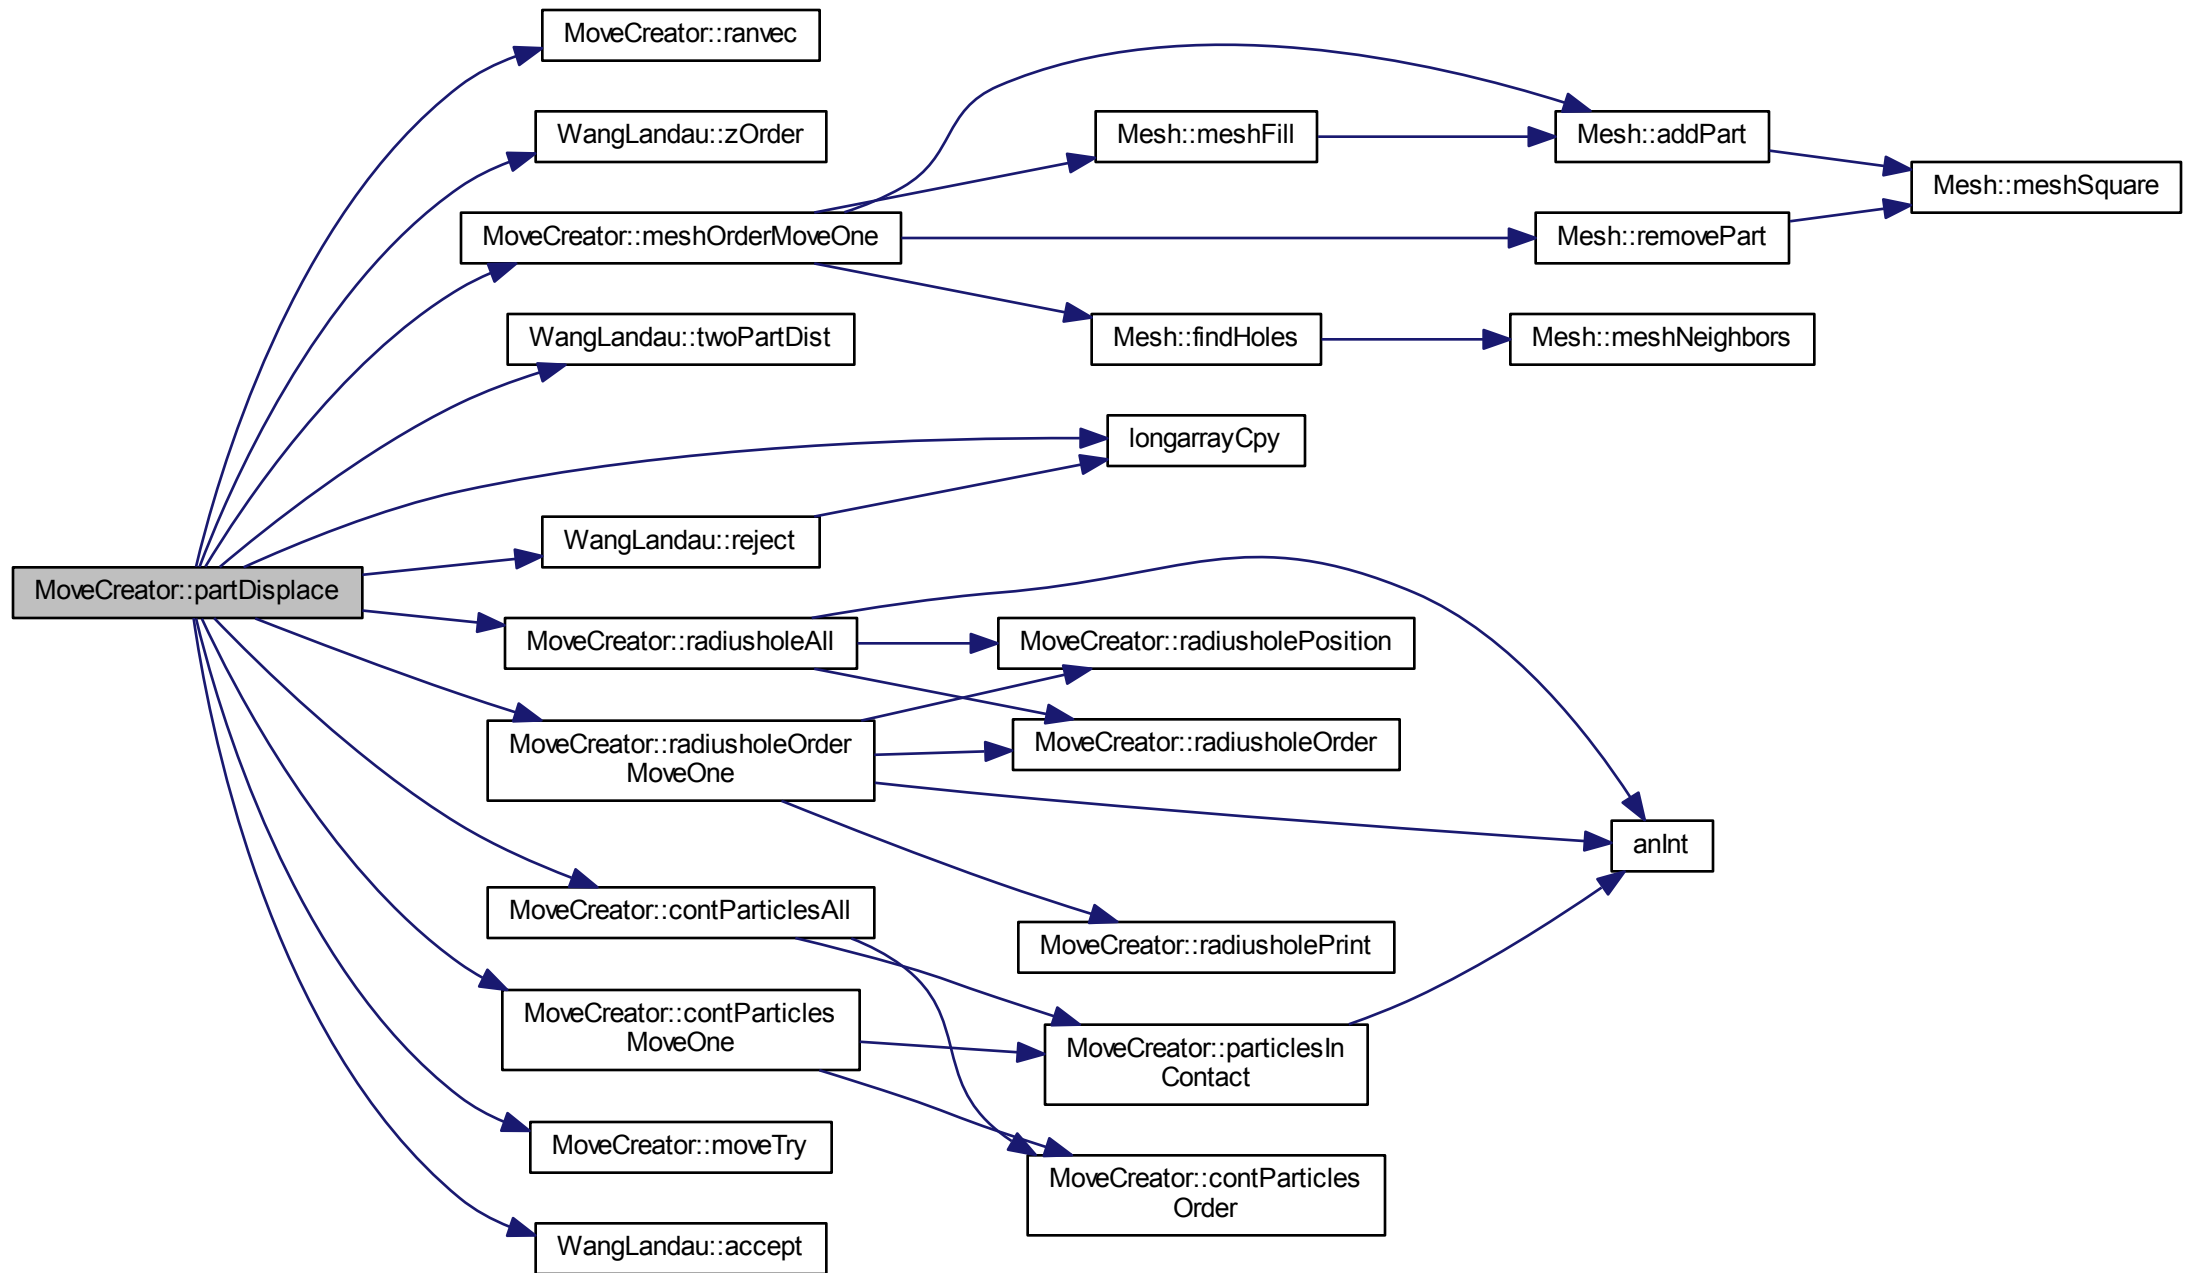 MoveCreator::ranvec
WangLandau::zOrder
Mesh::meshFill
Mesh::addPart
Mesh::meshSquare
MoveCreator::meshOrderMoveOne
Mesh::removePart
WangLandau::twoPartDist
Mesh::findHoles
Mesh::meshNeighbors
longarrayCpy
WangLandau::reject
MoveCreator::partDisplace
MoveCreator::radiusholeAll
MoveCreator::radiusholePosition
MoveCreator::radiusholeOrder
MoveOne
MoveCreator::radiusholeOrder
anInt
MoveCreator::contParticlesAll
MoveCreator::radiusholePrint
MoveCreator::contParticles
MoveOne
MoveCreator::particlesIn
Contact
MoveCreator::moveTry
MoveCreator::contParticles
Order
WangLandau::accept